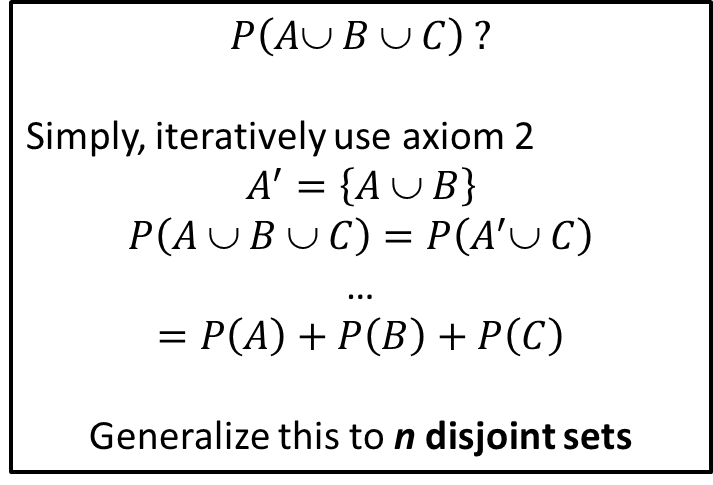 P(A∪ B ∪ C) ?
Simply, iteratively use axiom 2
A′ = {A ∪ B}
P(A ∪ B ∪ C) = P(A′∪ C)
...
= P(A) + P(B) + P(C)
Generalize this to n disjoint sets